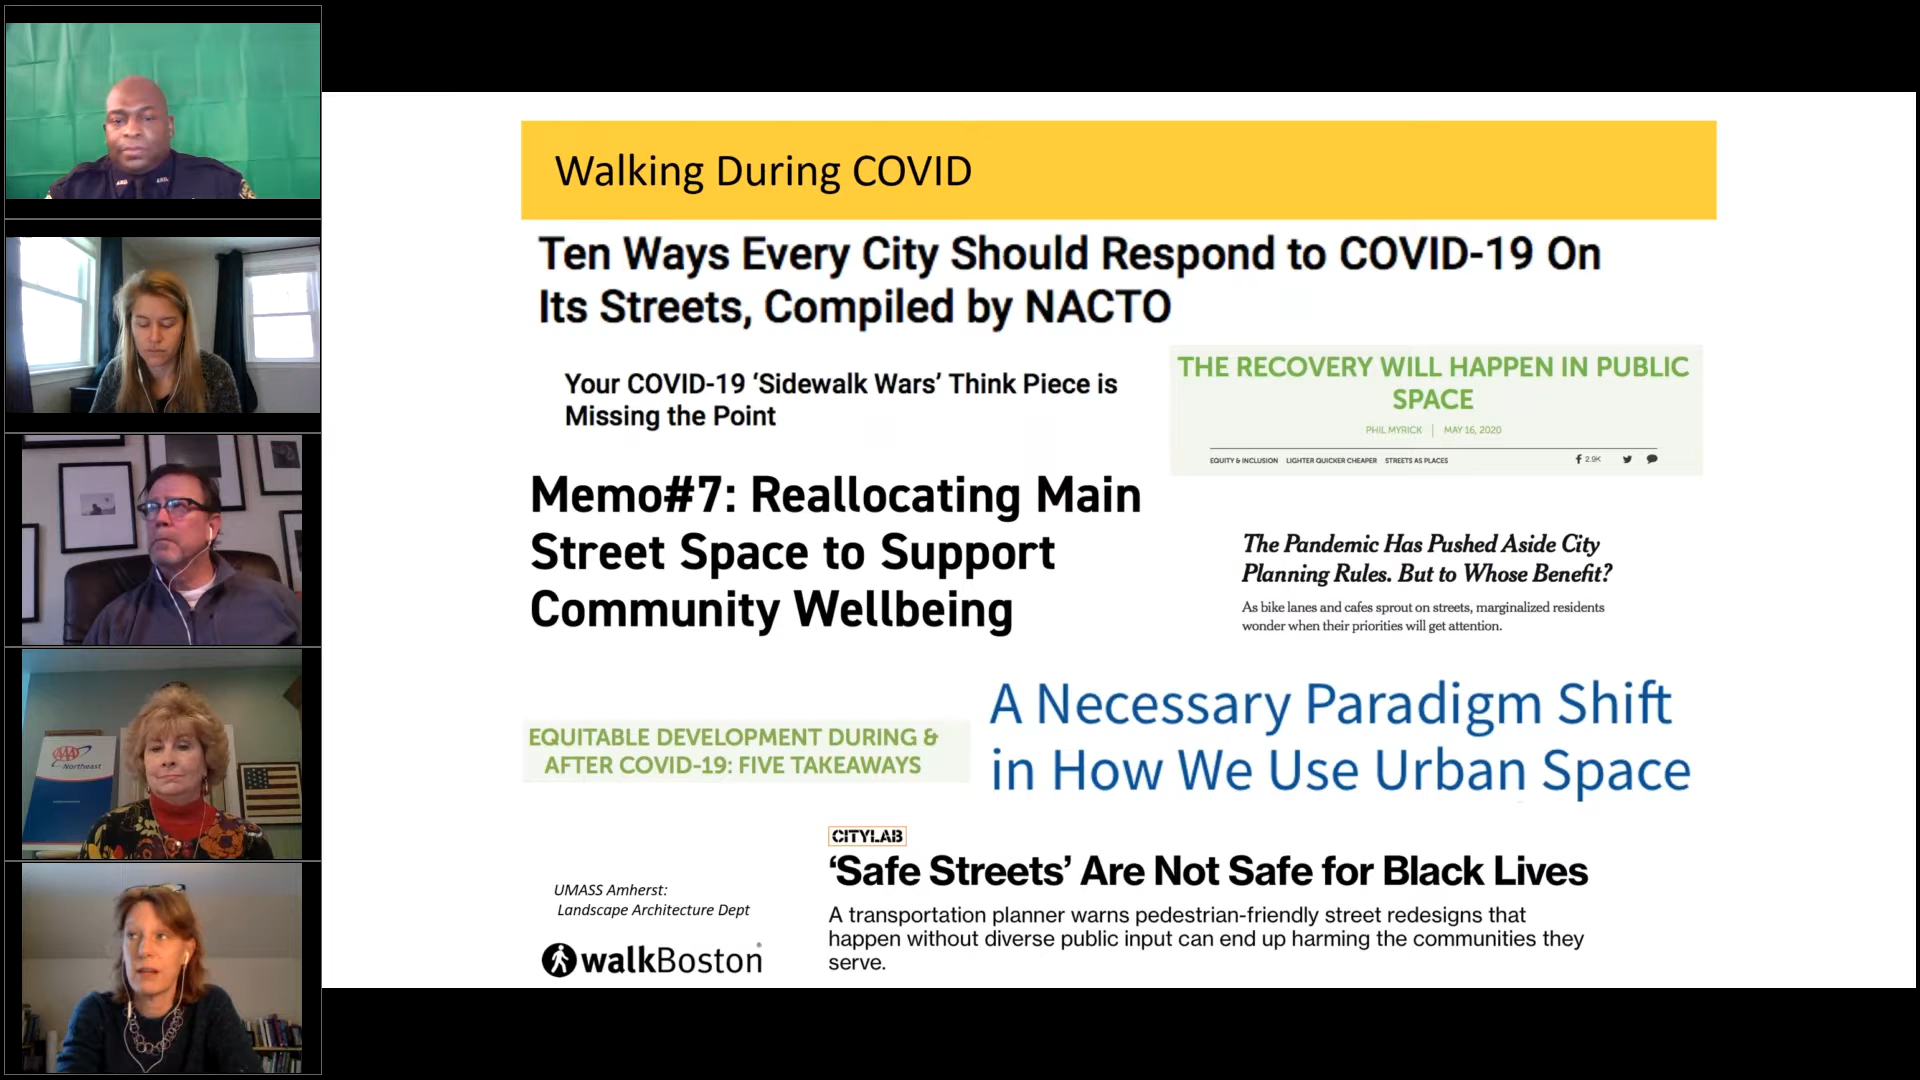 Walking During COVID
Ten Ways Every City Should Respond to COVID-19 On
Its Streets, Compiled by NACTO
Your COVID-19 ‘Sidewalk Wars’ Think Piece is
Missing the Point
THE RECOVERY WILL HAPPEN IN PUBLIC
SPACE
PHIL MYRICK | MAY 16, 2020
EQUITY & INCLUSION LIGHTER QUICKER CHEAPER STREETS AS PLACES 2.9K
Memo#7: Reallocating Main
Street Space to Support
Community Wellbeing
The Pandemic Has Pushed Aside City
Planning Rules. But to Whose Benefit?
As bike lanes and cafes sprout on streets, marginalized residents
wonder when their priorities will get attention.
EQUITABLE DEVELOPMENT DURING &
AFTER COVID-19: FIVE TAKEAWAYS
A Necessary Paradigm Shift
in How We Use Urban Space
CITYLAB
‘Safe Streets’ Are Not Safe for Black Lives
A transportation planner warns pedestrian-friendly street redesigns that
happen without diverse public input can end up harming the communities they
serve.
UMASS Amherst:
Landscape Architecture Dept
walkBoston
AAA
Northeast